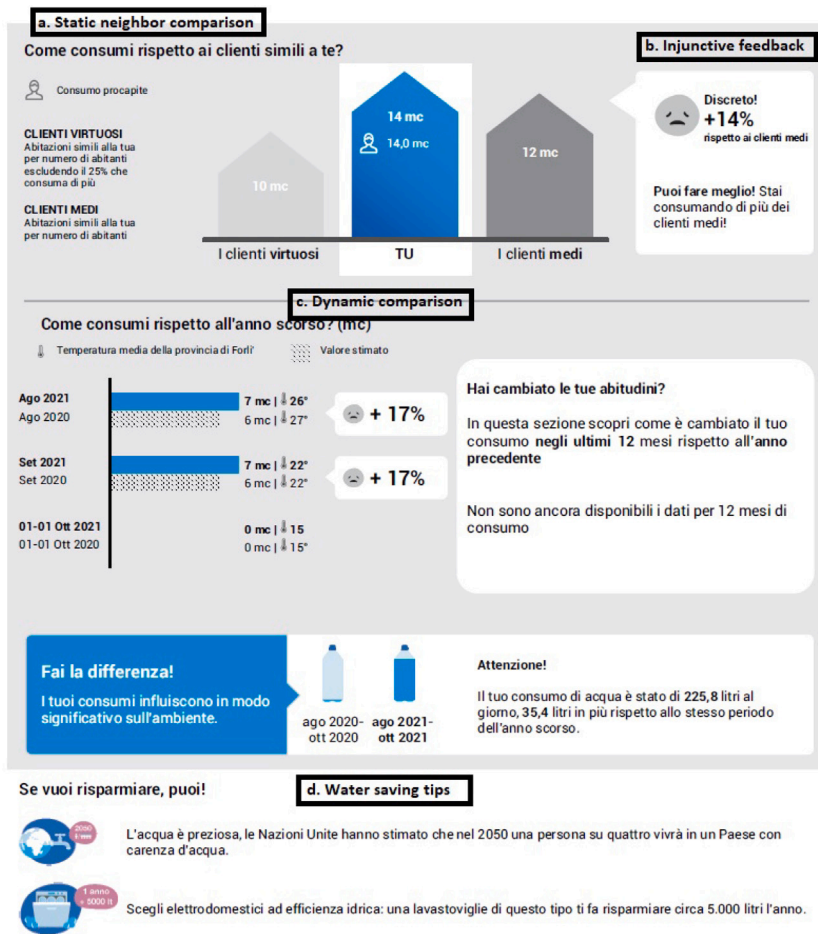 a. Static neighbor comparison
Come consumi rispetto ai clienti simili a te?
b. Injunctive feedback
Consumo procapite
CLIENTI VIRTUOSI
Abitazioni simili alla tua
per numero di abitanti
escludendo il 25% che
consuma di più
CLIENTI MEDI
Abitazioni simili alla tua
per numero di abitanti
10 mc
14 mc
14,0 mc
12 mc
I clienti virtuosi
TU
I clienti medi
Discreto!
+14%
rispetto ai clienti medi
Puoi fare meglio! Stai
consumando di più dei
clienti medi!
c. Dynamic comparison
Come consumi rispetto all'anno scorso? (mc)
Temperatura media della provincia di Forli'
Valore stimato
Ago 2021
7 mc | 26°
Ago 2020
6 mc | 27°
+ 17%
Set 2021
7 mc | 22°
Set 2020
6 mc | 22°
+ 17%
01-01 Ott 2021
0 mc | 15
01-01 Ott 2020
0 mc | 15°
Hai cambiato le tue abitudini?
In questa sezione scopri come è cambiato il tuo
consumo negli ultimi 12 mesi rispetto all'anno
precedente
Non sono ancora disponibili i dati per 12 mesi di
consumo
Fai la differenza!
I tuoi consumi influiscono in modo
significativo sull'ambiente.
ago 2020-
ott 2020
ago 2021-
ott 2021
Attenzione!
Il tuo consumo di acqua è stato di 225,8 litri al
giorno, 35,4 litri in più rispetto allo stesso periodo
dell'anno scorso.
Se vuoi risparmiare, puoi!
d. Water saving tips
2050
L'acqua è preziosa, le Nazioni Unite hanno stimato che nel 2050 una persona su quattro vivrà in un Paese con
carenza d'acqua.
1 anno
+ 5000 lt
Scegli elettrodomestici ad efficienza idrica: una lavastoviglie di questo tipo ti fa risparmiare circa 5.000 litri l'anno.